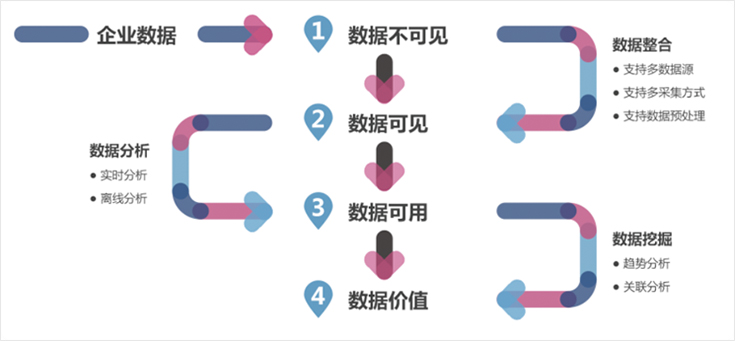 企业数据
1 数据不可见
数据整合
● 支持多数据源
● 支持多采集方式
● 支持数据预处理
2 数据可见
数据分析
● 实时分析
● 离线分析
3 数据可用
数据挖掘
● 趋势分析
● 关联分析
4 数据价值